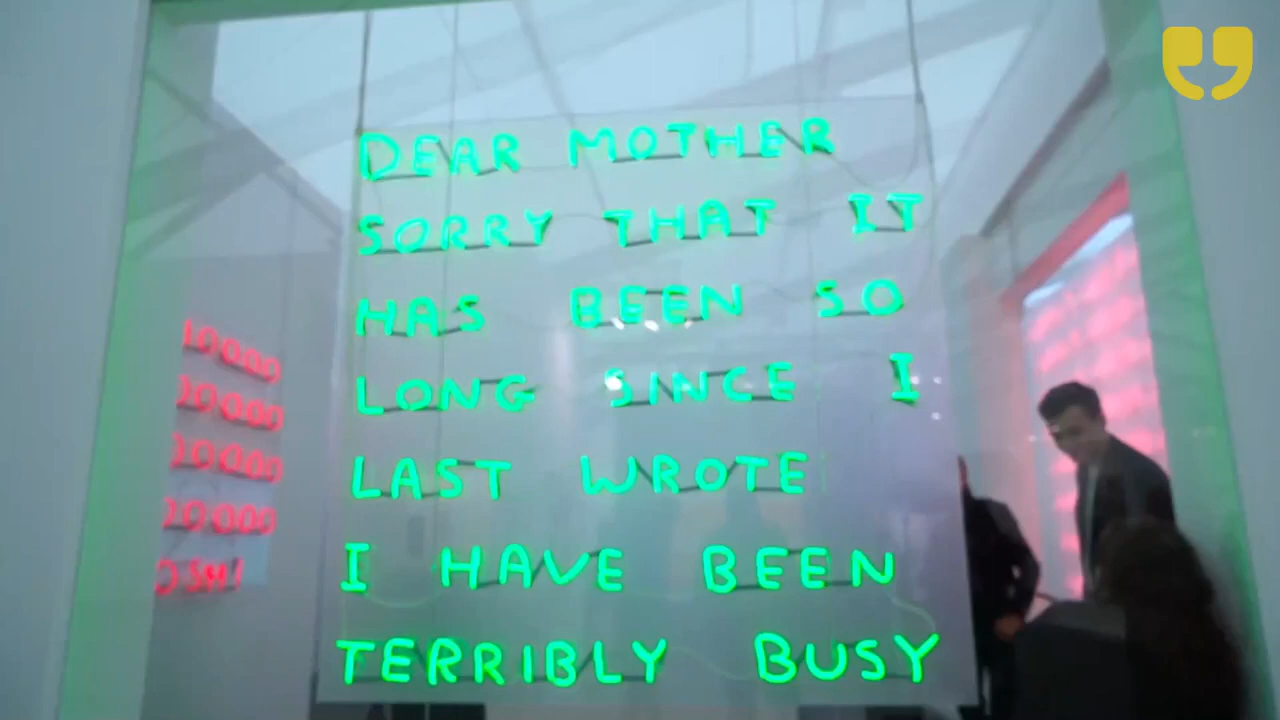 DEAR MOTHER
SORRY THAT IT
HAS BEEN SO
LONG SINCE I
LAST WROTE
I HAVE BEEN
TERRIBLY BUSY